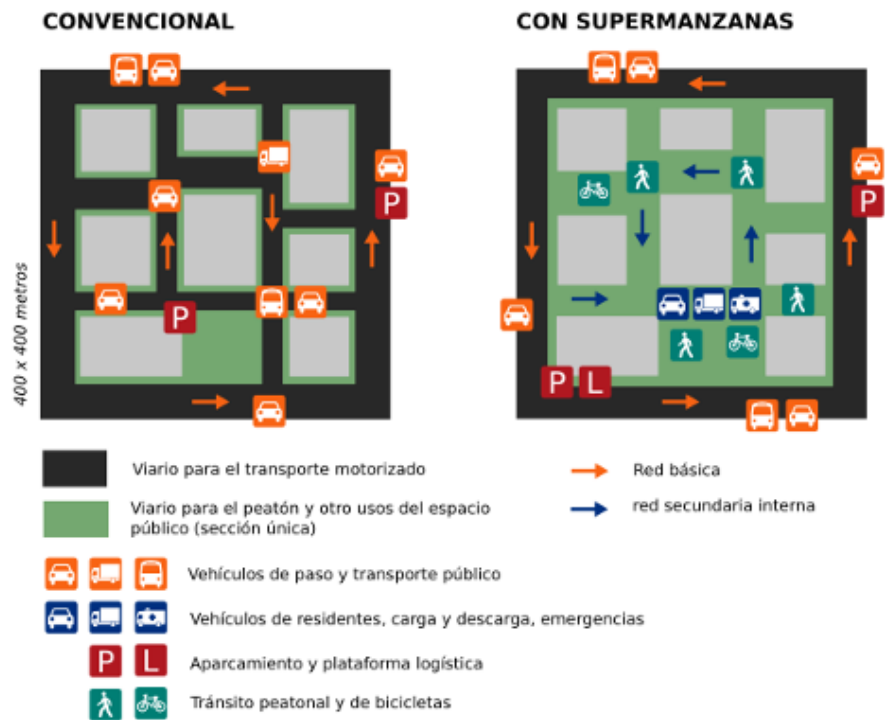 CONVENCIONAL
CON SUPERMANZANAS
P
P
P
P L
400 x 400 metros
Viario para el transporte motorizado
Viario para el peatón y otro usos del espacio
público (sección única)
Red básica
red secundaria interna
Vehículos de paso y transporte público
Vehículos de residentes, carga y descarga, emergencias
P L
Aparcamiento y plataforma logística
Tránsito peatonal y de bicicletas